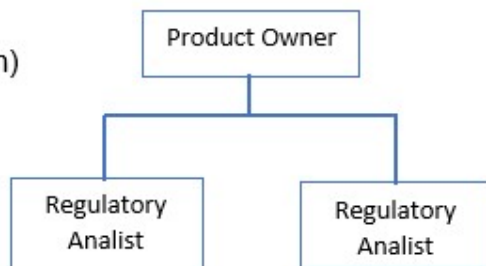 Product Owner
n)
Regulatory
Analist
Regulatory
Analist